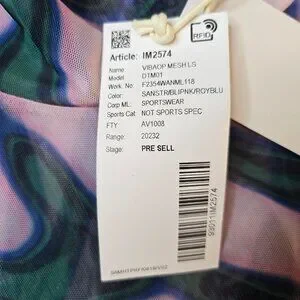 RFID
Article: IM2574
Name: VIBAOP MESH LS
Model: DTM01
Work. No. F2354WANML118
Color: SANSTR/BLIPNK/ROYBLU
Corp ML. SPORTSWEAR
Sports Cat: NOT SPORTS SPEC
FTY AV1008
Range: 20232
Stage: PRE SELL